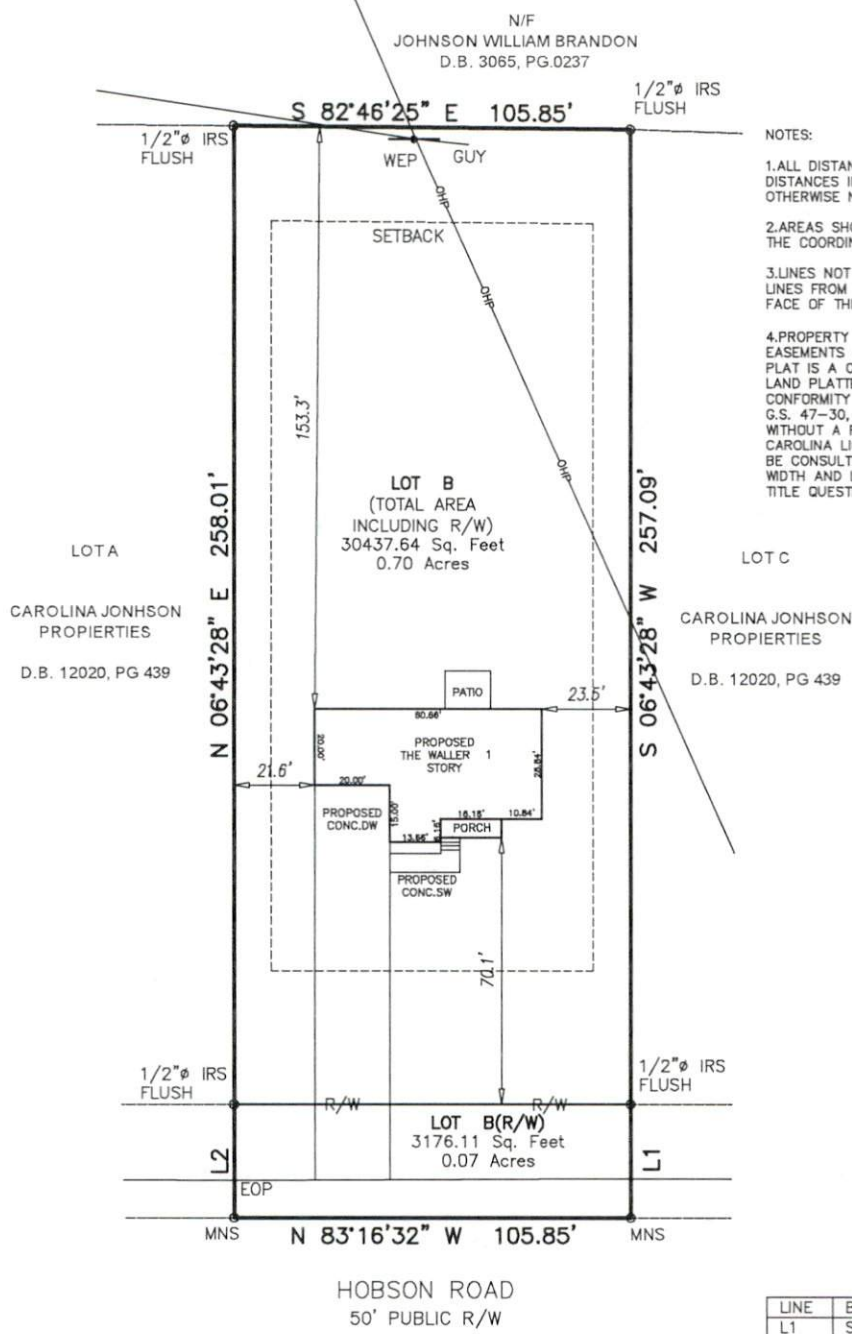 N/F
JOHNSON WILLIAM BRANDON
D.B. 3065, PG.0237
1/2"ø IRS
FLUSH
S 82°46'25" E 105.85'
1/2"ø IRS
FLUSH
WEP
GUY
OHP
SETBACK
OHP
OHP
NOTES:
1.ALL DISTAN
DISTANCES I
OTHERWISE N
2.AREAS SHO
THE COORDIN
3.LINES NOT
LINES FROM
FACE OF TH
4.PROPERTY
EASEMENTS
PLAT IS A C
LAND PLATT
CONFORMITY
G.S. 47-30,
WITHOUT A
CAROLINA LI
BE CONSULT
WIDTH AND
TITLE QUEST
153.3'
LOT B
(TOTAL AREA
INCLUDING R/W)
30437.64 Sq. Feet
0.70 Acres
N 06°43'28" E 258.01'
S 06°43'28" W 257.09'
LOT A
CAROLINA JONHSON
PROPIERTIES
D.B. 12020, PG 439
LOT C
CAROLINA JONHSON
PROPIERTIES
D.B. 12020, PG 439
PATIO
23.5'
60.66'
20.00'
PROPOSED
THE WALLER 1
STORY
28.84'
21.6'
20.00'
PROPOSED
CONC.DW
15.00'
16.16'
10.84'
PORCH
13.66'
PROPOSED
CONC.SW
70.1'
1/2"ø IRS
FLUSH
1/2"ø IRS
FLUSH
R/W
R/W
LOT B(R/W)
3176.11 Sq. Feet
0.07 Acres
L2
L1
EOP
MNS
N 83°16'32" W 105.85'
MNS
HOBSON ROAD
50' PUBLIC R/W
LINE
L1